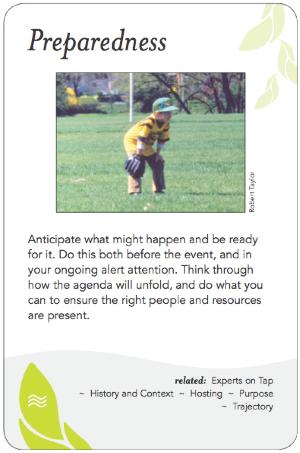 Preparedness
Robert Taylor
Anticipate what might happen and be ready
for it. Do this both before the event, and in
your ongoing alert attention. Think through
how the agenda will unfold, and do what you
can to ensure the right people and resources
are present.
related: Experts on Tap
~ History and Context ~ Hosting ~ Purpose
~ Trajectory